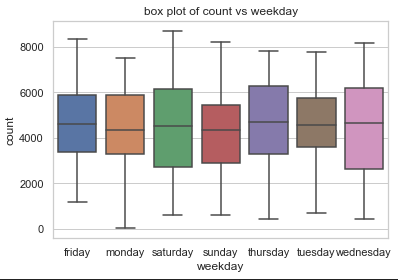 box plot of count vs weekday
8000
6000
4000
2000
0
count
friday monday saturday sunday thursday tuesday wednesday
weekday